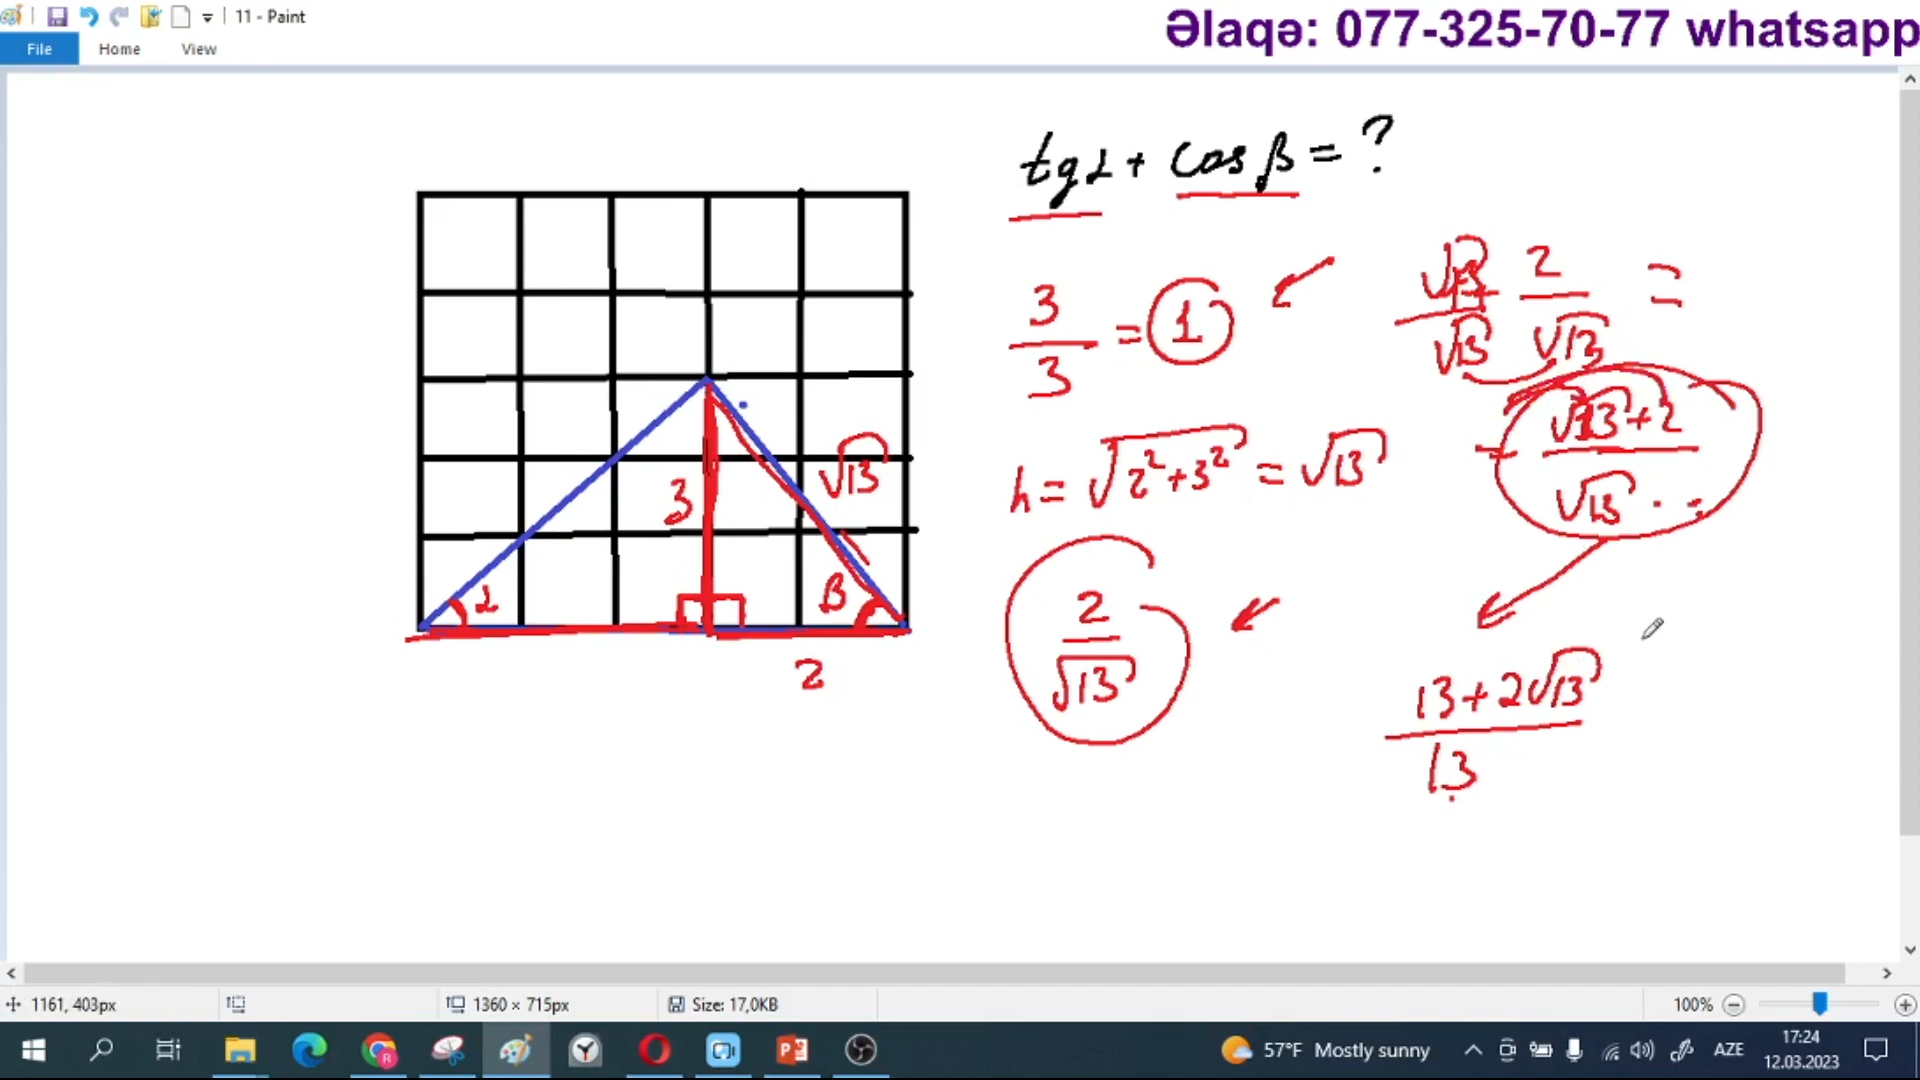 11 - Paint
Əlaqə: 077-325-70-77 whatsapp
File Home View
tgα + cosβ = ?
3/3 = 1
√13/√13 + 2/√13 =
= (√13 + 2)/√13
h = √2² + 3² = √13
2/√13
(13 + 2√13)/13
3
√13
α
β
2
1161, 403px
1360 × 715px
Size: 17,0KB
100%
57°F Mostly sunny
AZE
17:24
12.03.2023